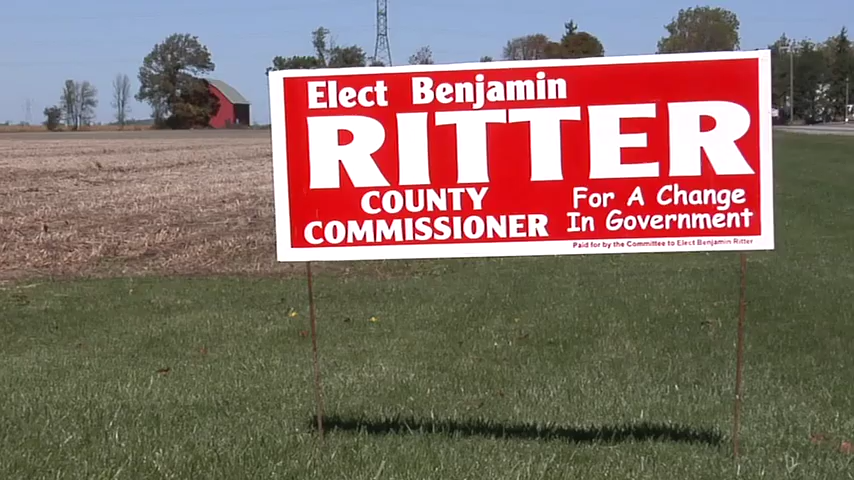 Elect Benjamin
RITTER
COUNTY
COMMISSIONER
For A Change
In Government
Paid for by the Committee to Elect Benjamin Ritter